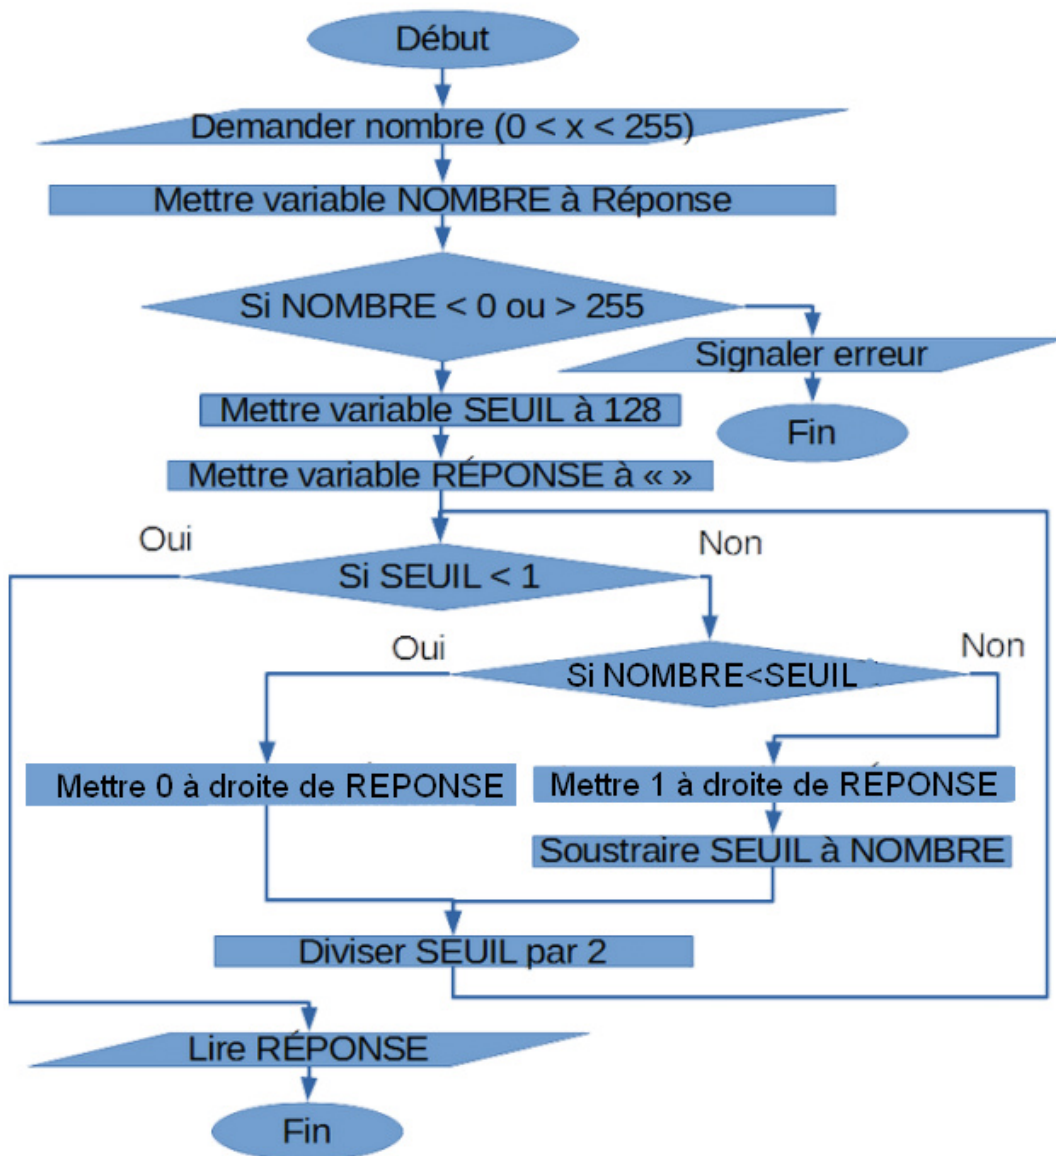 Début
Demander nombre (0 < x < 255)
Mettre variable NOMBRE à Réponse
Si NOMBRE < 0 ou > 255
Signaler erreur
Mettre variable SEUIL à 128
Fin
Mettre variable RÉPONSE à « »
Oui
Non
Si SEUIL < 1
Oui
Non
Si NOMBRE<SEUIL
Mettre 0 à droite de REPONSE
Mettre 1 à droite de RÉPONSE
Soustraire SEUIL à NOMBRE
Diviser SEUIL par 2
Lire RÉPONSE
Fin